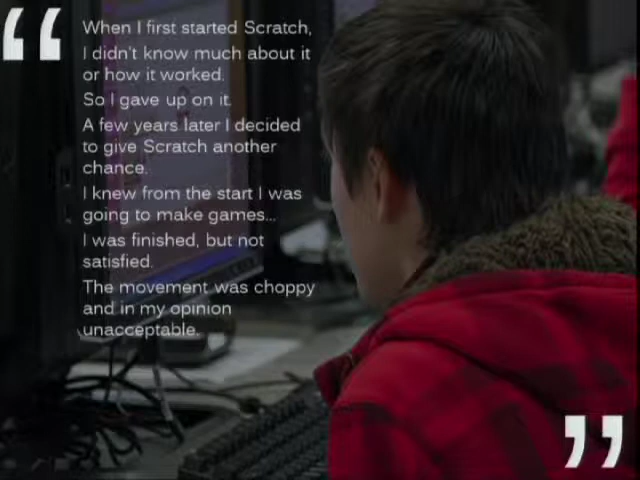 “
When I first started Scratch,
I didn't know much about it
or how it worked.
So I gave up on it.
A few years later I decided
to give Scratch another
chance.
I knew from the start I was
going to make games...
I was finished, but not
satisfied.
The movement was choppy
and in my opinion
unacceptable.
”